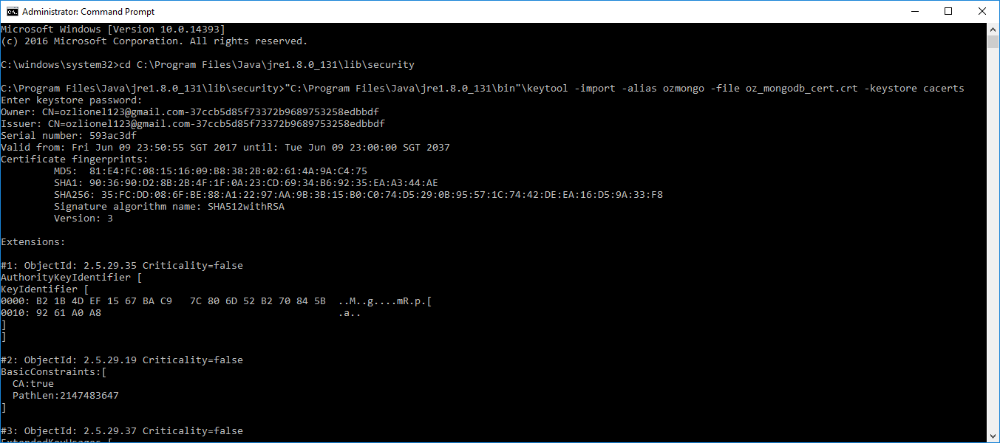 Administrator: Command Prompt
Microsoft Windows [Version 10.0.14393]
(c) 2016 Microsoft Corporation. All rights reserved.
C:\windows\system32>cd C:\Program Files\Java\jre1.8.0_131\lib\security
C:\Program Files\Java\jre1.8.0_131\lib\security>"C:\Program Files\Java\jre1.8.0_131\bin"\keytool -import -alias ozmongo -file oz_mongodb_cert.crt -keystore cacerts
Enter keystore password:
Owner: CN=ozlionel123@gmail.com-37ccb5d85f73372b9689753258edbbdf
Issuer: CN=ozlionel123@gmail.com-37ccb5d85f73372b9689753258edbbdf
Serial number: 593ac3df
Valid from: Fri Jun 09 23:50:55 SGT 2017 until: Tue Jun 09 23:00:00 SGT 2037
Certificate fingerprints:
MD5:  81:E4:FC:08:15:16:09:B8:38:2B:02:61:4A:9A:C4:75
SHA1: 90:36:90:D2:8B:2B:4F:1F:0A:23:CD:69:34:B6:92:35:EA:A3:44:AE
SHA256: 35:FC:DD:08:6F:BE:88:A1:22:97:AA:9B:3B:15:B0:C0:74:D5:29:0B:95:57:1C:74:42:DE:EA:16:D5:9A:33:F8
Signature algorithm name: SHA512withRSA
Version: 3
Extensions:
#1: ObjectId: 2.5.29.35 Criticality=false
AuthorityKeyIdentifier [
KeyIdentifier [
0000: B2 1B 4D EF 15 67 BA C9   7C 80 6D 52 B2 70 84 5B  ..M..g....mR.p.[
0010: 92 61 A0 A8                                        .a..
]
]
#2: ObjectId: 2.5.29.19 Criticality=false
BasicConstraints:[
CA:true
PathLen:2147483647
]
#3: ObjectId: 2.5.29.37 Criticality=false
ExtendedKeyUsages [